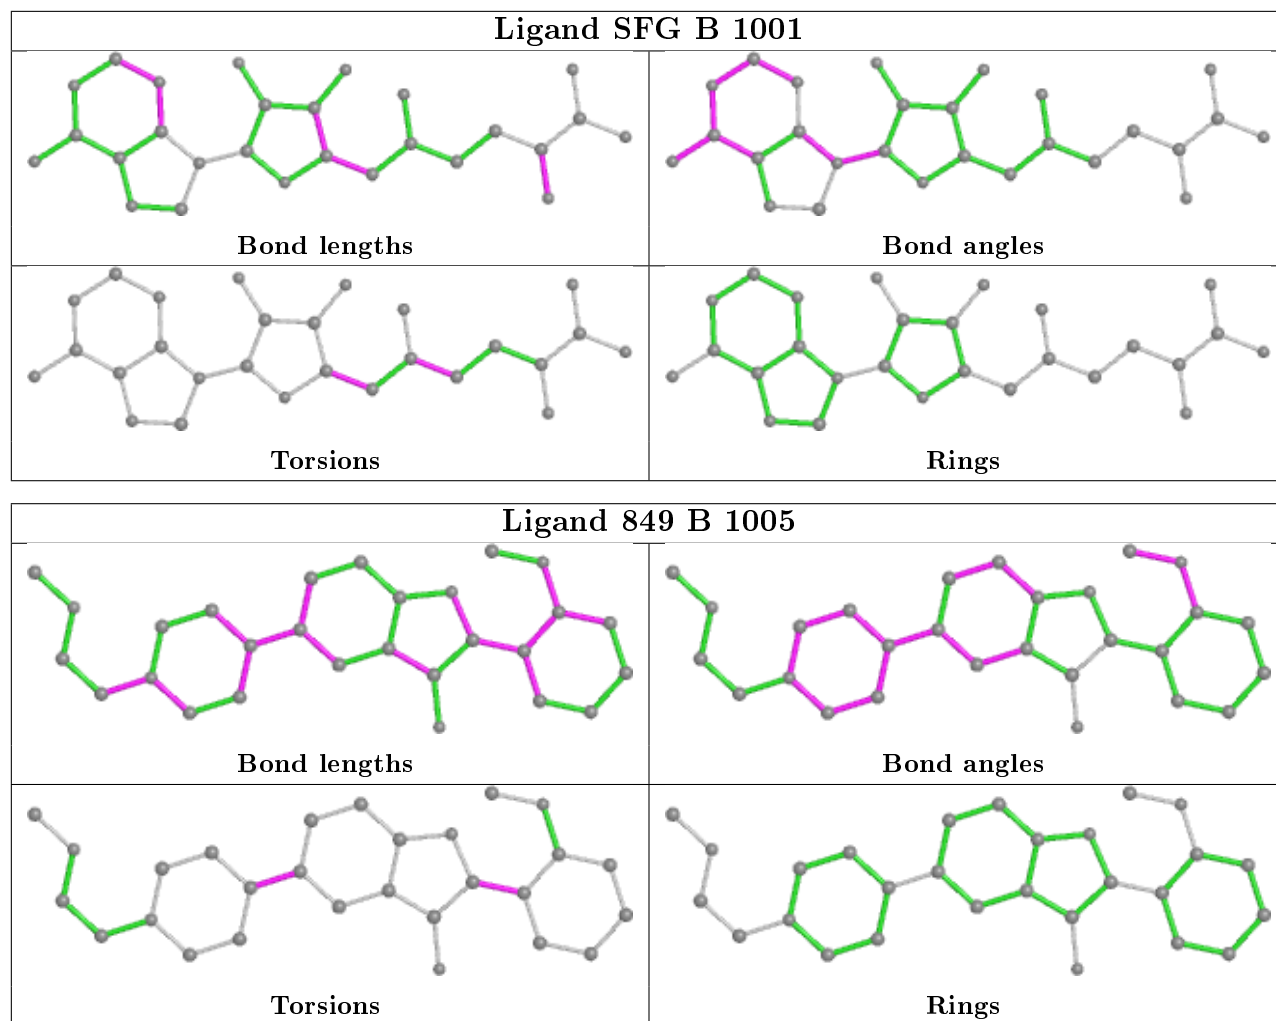 Ligand SFG B 1001
Bond lengths
Bond angles
Torsions
Rings
Ligand 849 B 1005
Bond lengths
Bond angles
Torsions
Rings